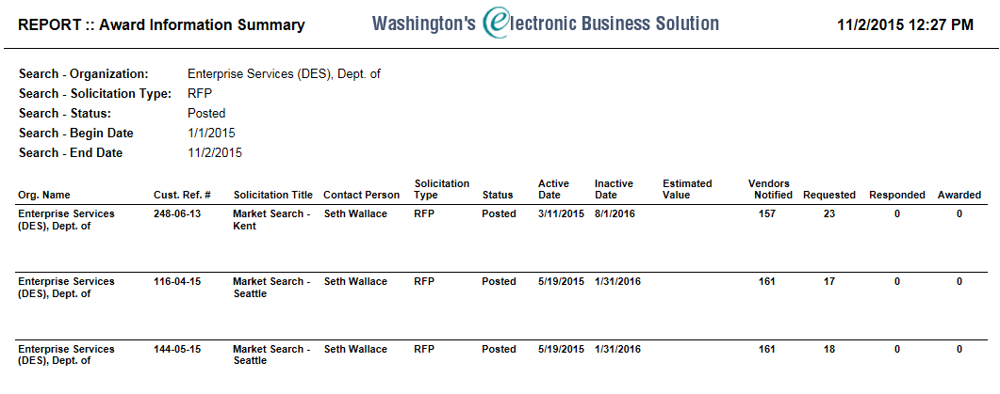 REPORT :: Award Information Summary
Washington's electronic Business Solution
11/2/2015 12:27 PM
Search - Organization: Enterprise Services (DES), Dept. of
Search - Solicitation Type: RFP
Search - Status: Posted
Search - Begin Date 1/1/2015
Search - End Date 11/2/2015
Org. Name Cust. Ref. # Solicitation Title Contact Person Solicitation Type Status Active Date Inactive Date Estimated Value Vendors Notified Requested Responded Awarded
Enterprise Services 248-06-13 Market Search - Seth Wallace RFP Posted 3/11/2015 8/1/2016 157 23 0 0
(DES), Dept. of Kent
Enterprise Services 116-04-15 Market Search - Seth Wallace RFP Posted 5/19/2015 1/31/2016 161 17 0 0
(DES), Dept. of Seattle
Enterprise Services 144-05-15 Market Search - Seth Wallace RFP Posted 5/19/2015 1/31/2016 161 18 0 0
(DES), Dept. of Seattle